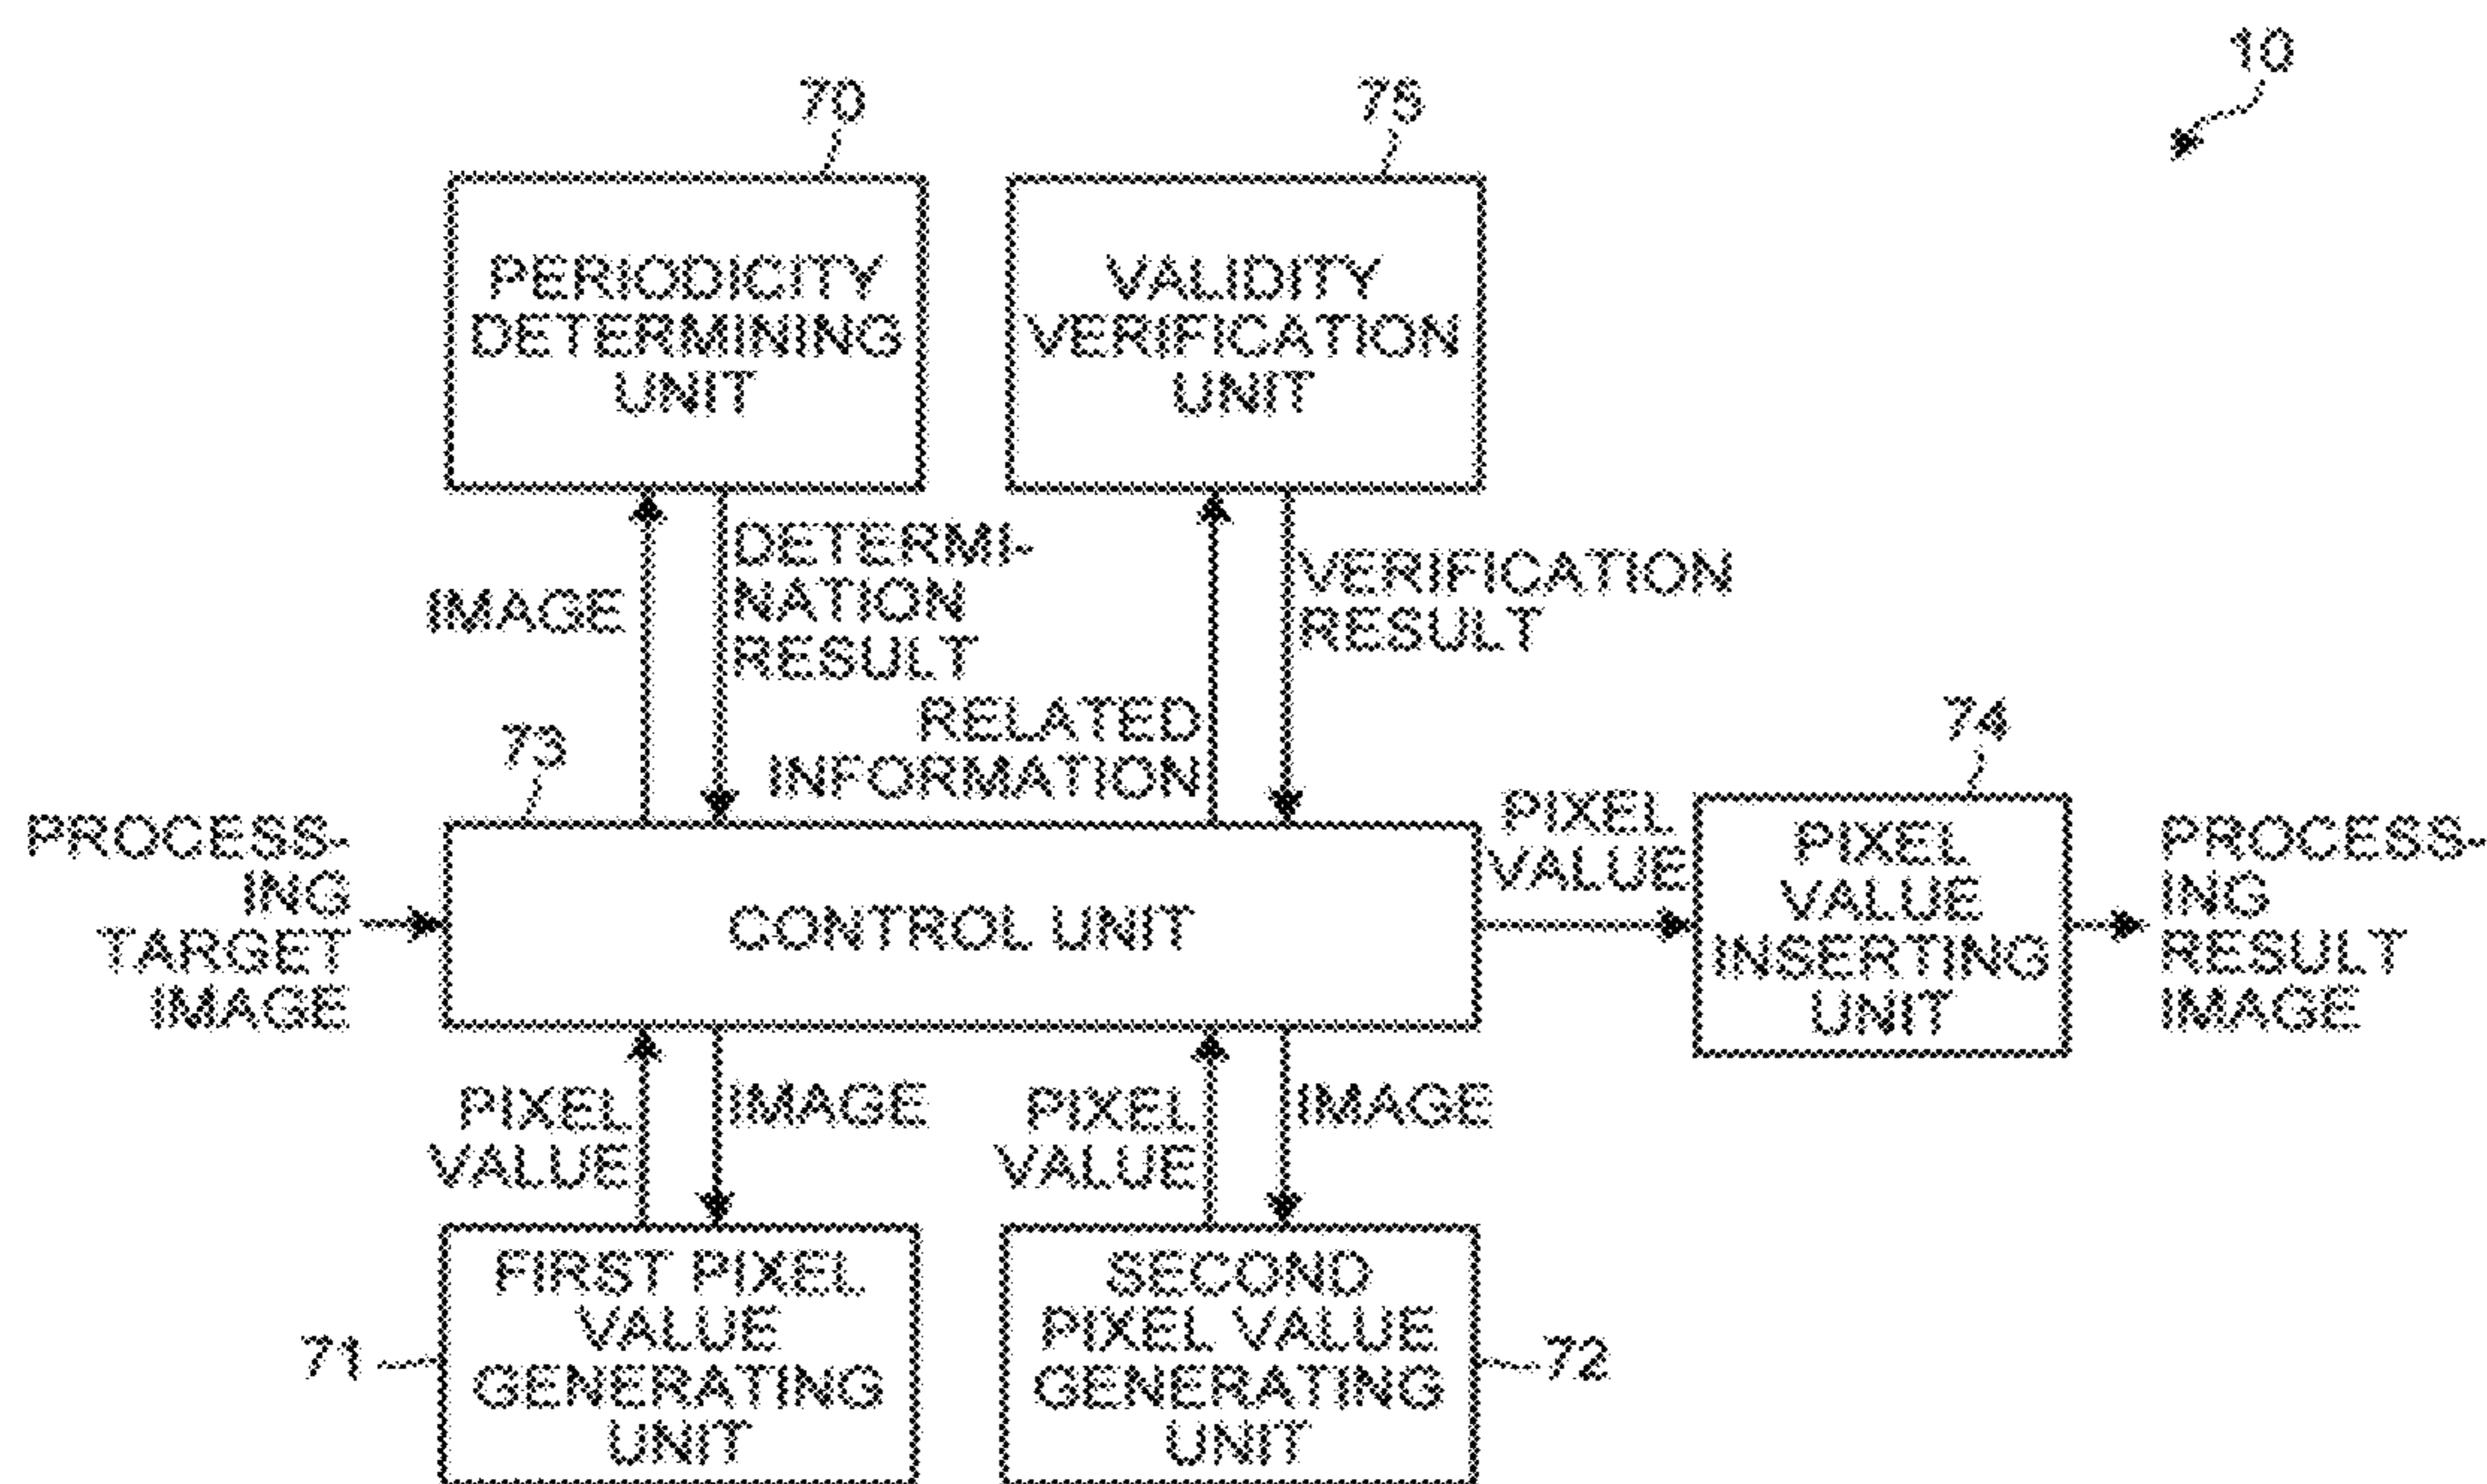 10
70
75
PERIODICITY
DETERMINING
UNIT
VALIDITY
VERIFICATION
UNIT
IMAGE
DETERMI-
NATION
RESULT
VERIFICATION
RESULT
RELATED
INFORMATION
73
74
PROCESS-
ING
TARGET
IMAGE
CONTROL UNIT
PIXEL
VALUE
PIXEL
VALUE
INSERTING
UNIT
PROCESS-
ING
RESULT
IMAGE
PIXEL
VALUE
IMAGE
PIXEL
VALUE
IMAGE
71
FIRST PIXEL
VALUE
GENERATING
UNIT
SECOND
PIXEL VALUE
GENERATING
UNIT
72